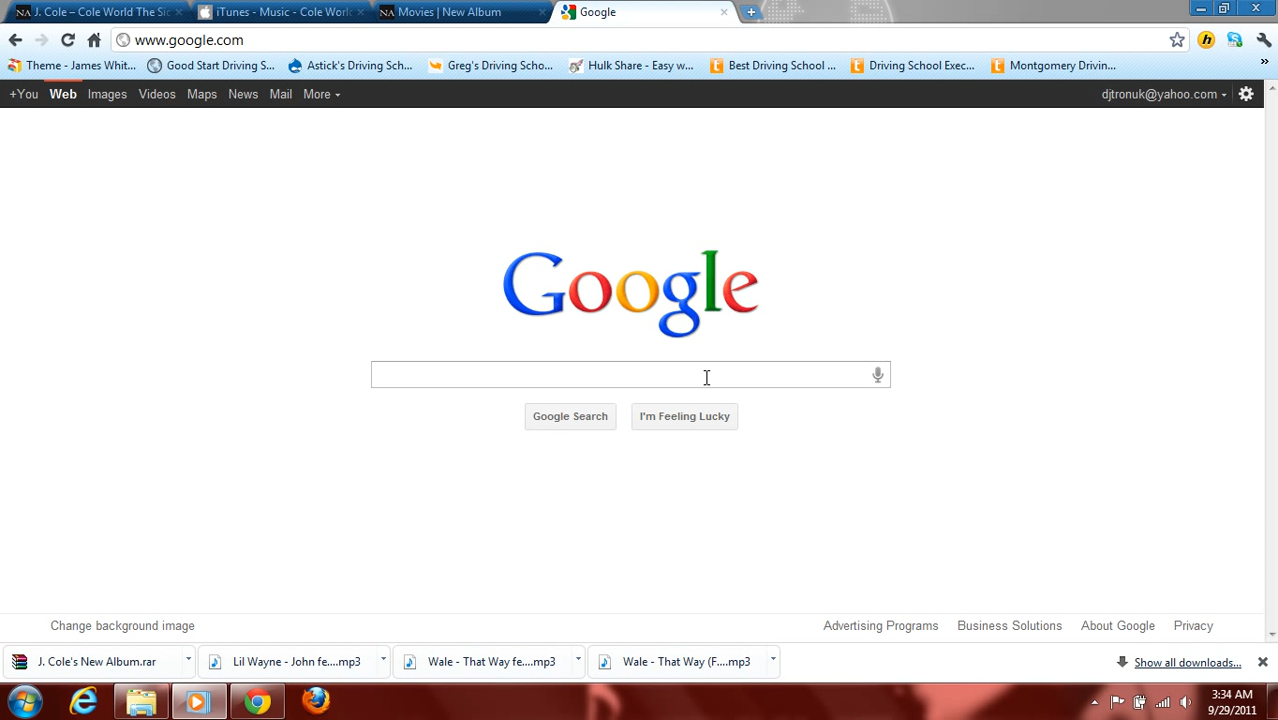 J. Cole – Cole World The Si
iTunes - Music - Cole World
Movies | New Album
Google
www.google.com
Theme - James Whit...
Good Start Driving S...
Astick's Driving Sch...
Greg's Driving Scho...
Hulk Share - Easy w...
Best Driving School ...
Driving School Exec...
Montgomery Drivin...
+You Web Images Videos Maps News Mail More
djtronuk@yahoo.com
Google
Google Search
I'm Feeling Lucky
Change background image
Advertising Programs
Business Solutions
About Google
Privacy
J. Cole's New Album.rar
Lil Wayne - John fe....mp3
Wale - That Way fe....mp3
Wale - That Way (F....mp3
Show all downloads...
3:34 AM
9/29/2011